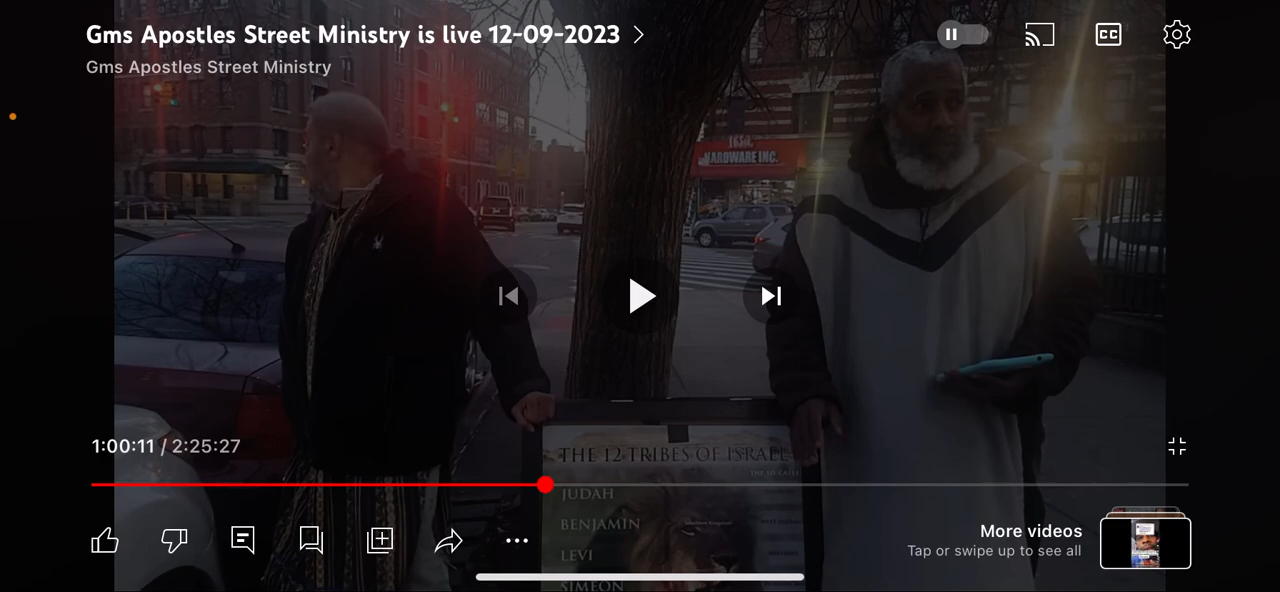 Gms Apostles Street Ministry is live 12-09-2023
Gms Apostles Street Ministry
CC
HARDWARE INC.
1:00:11 / 2:25:27
THE 12 TRIBES OF ISRAEL
JUDAH
BENJAMIN
LEVI
SIMEON
More videos
Tap or swipe up to see all